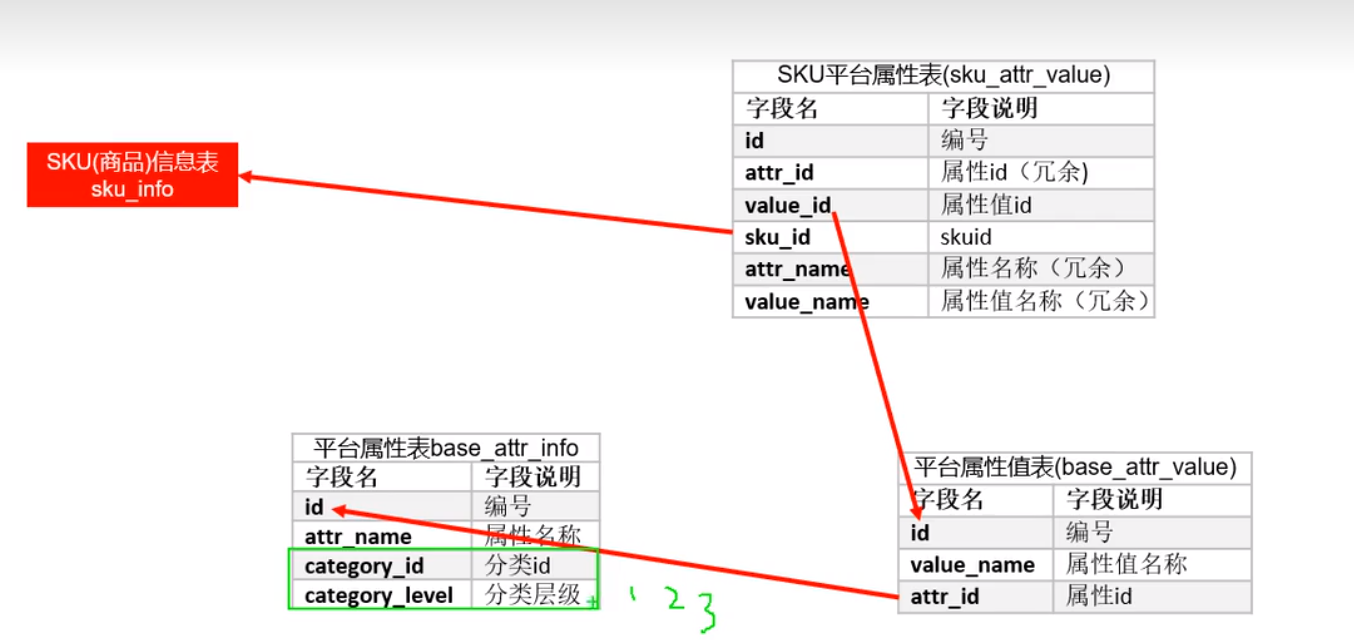 SKU平台属性表(sku_attr_value)
字段名 字段说明
id 编号
attr_id 属性id（冗余)
value_id 属性值id
sku_id skuid
attr_name 属性名称（冗余）
value_name 属性值名称（冗余）
SKU(商品)信息表
sku_info
平台属性表base_attr_info
字段名 字段说明
id 编号
attr_name 属性名称
category_id 分类id
category_level 分类层级
1 2 3
平台属性值表(base_attr_value)
字段名 字段说明
id 编号
value_name 属性值名称
attr_id 属性id